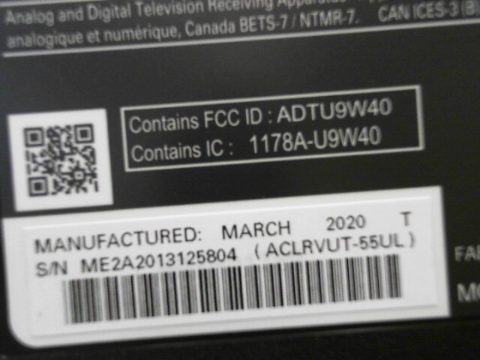 Analog and Digital Television Receiving Apparatus
analogique et numérique, Canada BETS-7 / NTMR-7. CAN ICES-3 (B)
Contains FCC ID : ADTU9W40
Contains IC : 1178A-U9W40
MANUFACTURED: MARCH 2020 T
S/N ME2A2013125804 (ACLRVUT-55UL)